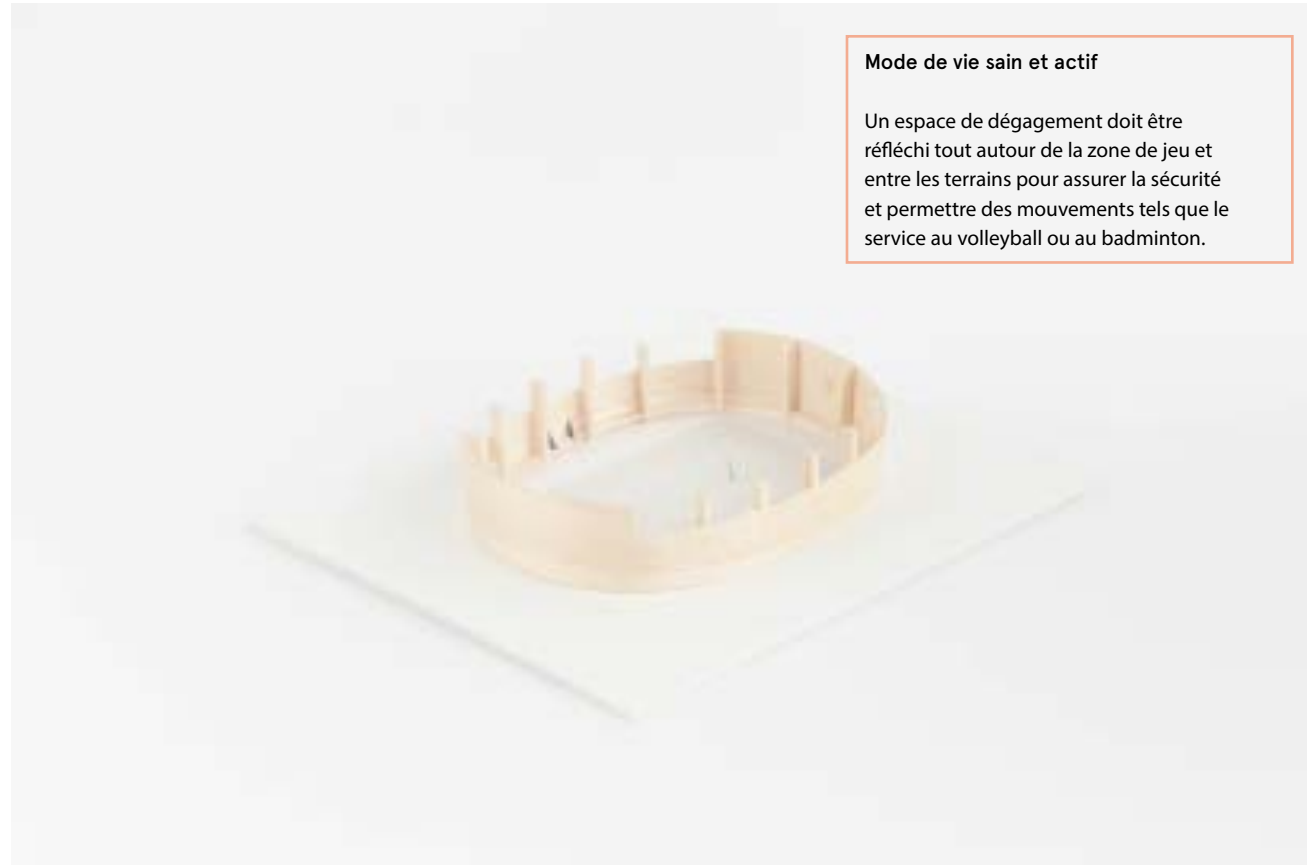 Mode de vie sain et actif
Un espace de dégagement doit être
réfléchi tout autour de la zone de jeu et
entre les terrains pour assurer la sécurité
et permettre des mouvements tels que le
service au volleyball ou au badminton.